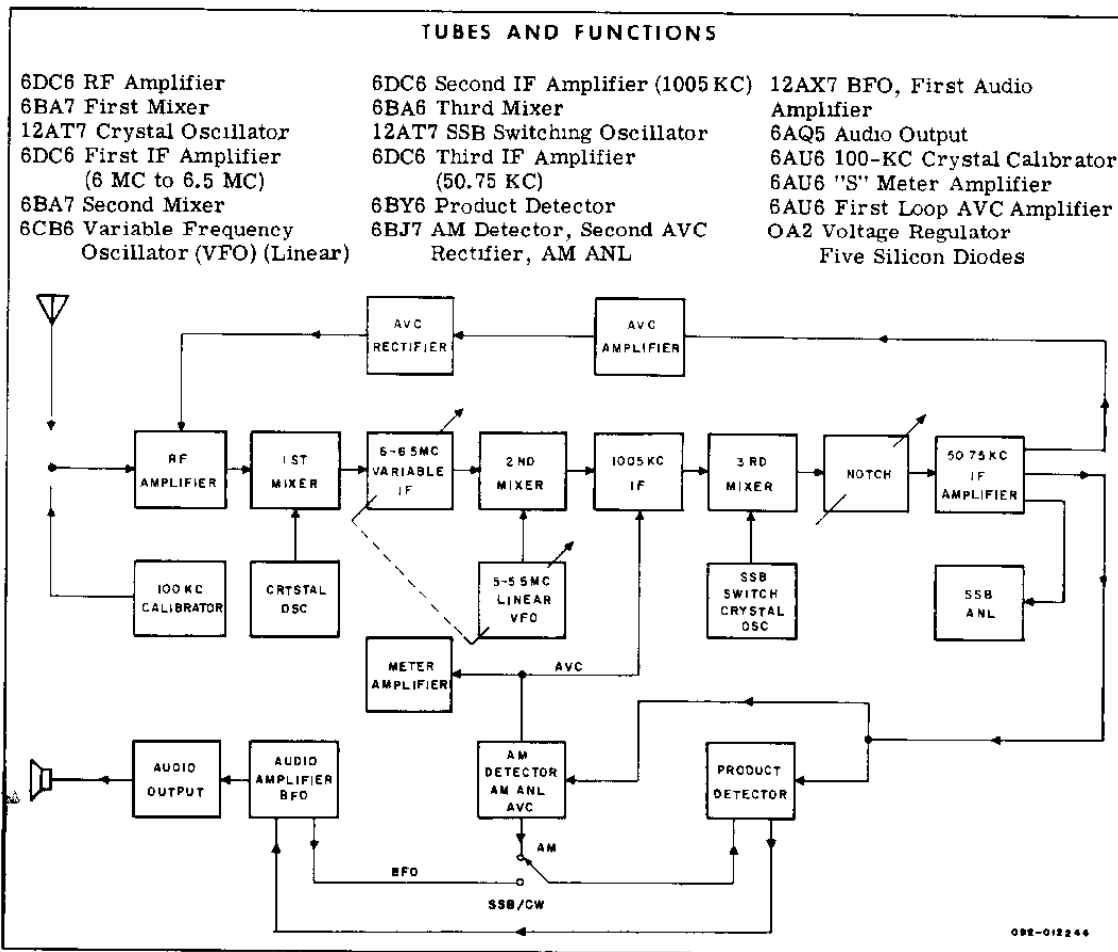 TUBES AND FUNCTIONS
6DC6 RF Amplifier
6BA7 First Mixer
12AT7 Crystal Oscillator
6DC6 First IF Amplifier
(6 MC to 6.5 MC)
6BA7 Second Mixer
6CB6 Variable Frequency
Oscillator (VFO) (Linear)
6DC6 Second IF Amplifier (1005 KC)
6BA6 Third Mixer
12AT7 SSB Switching Oscillator
6DC6 Third IF Amplifier
(50.75 KC)
6BY6 Product Detector
6BJ7 AM Detector, Second AVC
Rectifier, AM ANL
12AX7 BFO, First Audio
Amplifier
6AQ5 Audio Output
6AU6 100-KC Crystal Calibrator
6AU6 "S" Meter Amplifier
6AU6 First Loop AVC Amplifier
OA2 Voltage Regulator
Five Silicon Diodes
AVC
RECTIFIER
AVC
AMPLIFIER
RF
AMPLIFIER
1ST
MIXER
6-6.5MC
VARIABLE
IF
2ND
MIXER
1005KC
IF
3RD
MIXER
NOTCH
50.75 KC
IF
AMPLIFIER
100 KC
CALIBRATOR
CRYSTAL
OSC
5-5.5MC
LINEAR
VFO
SSB
SWITCH
CRYSTAL
OSC
SSB
ANL
METER
AMPLIFIER
AVC
AUDIO
OUTPUT
AUDIO
AMPLIFIER
BFO
AM
DETECTOR
AM ANL
AVC
PRODUCT
DETECTOR
AM
BFO
SSB/CW